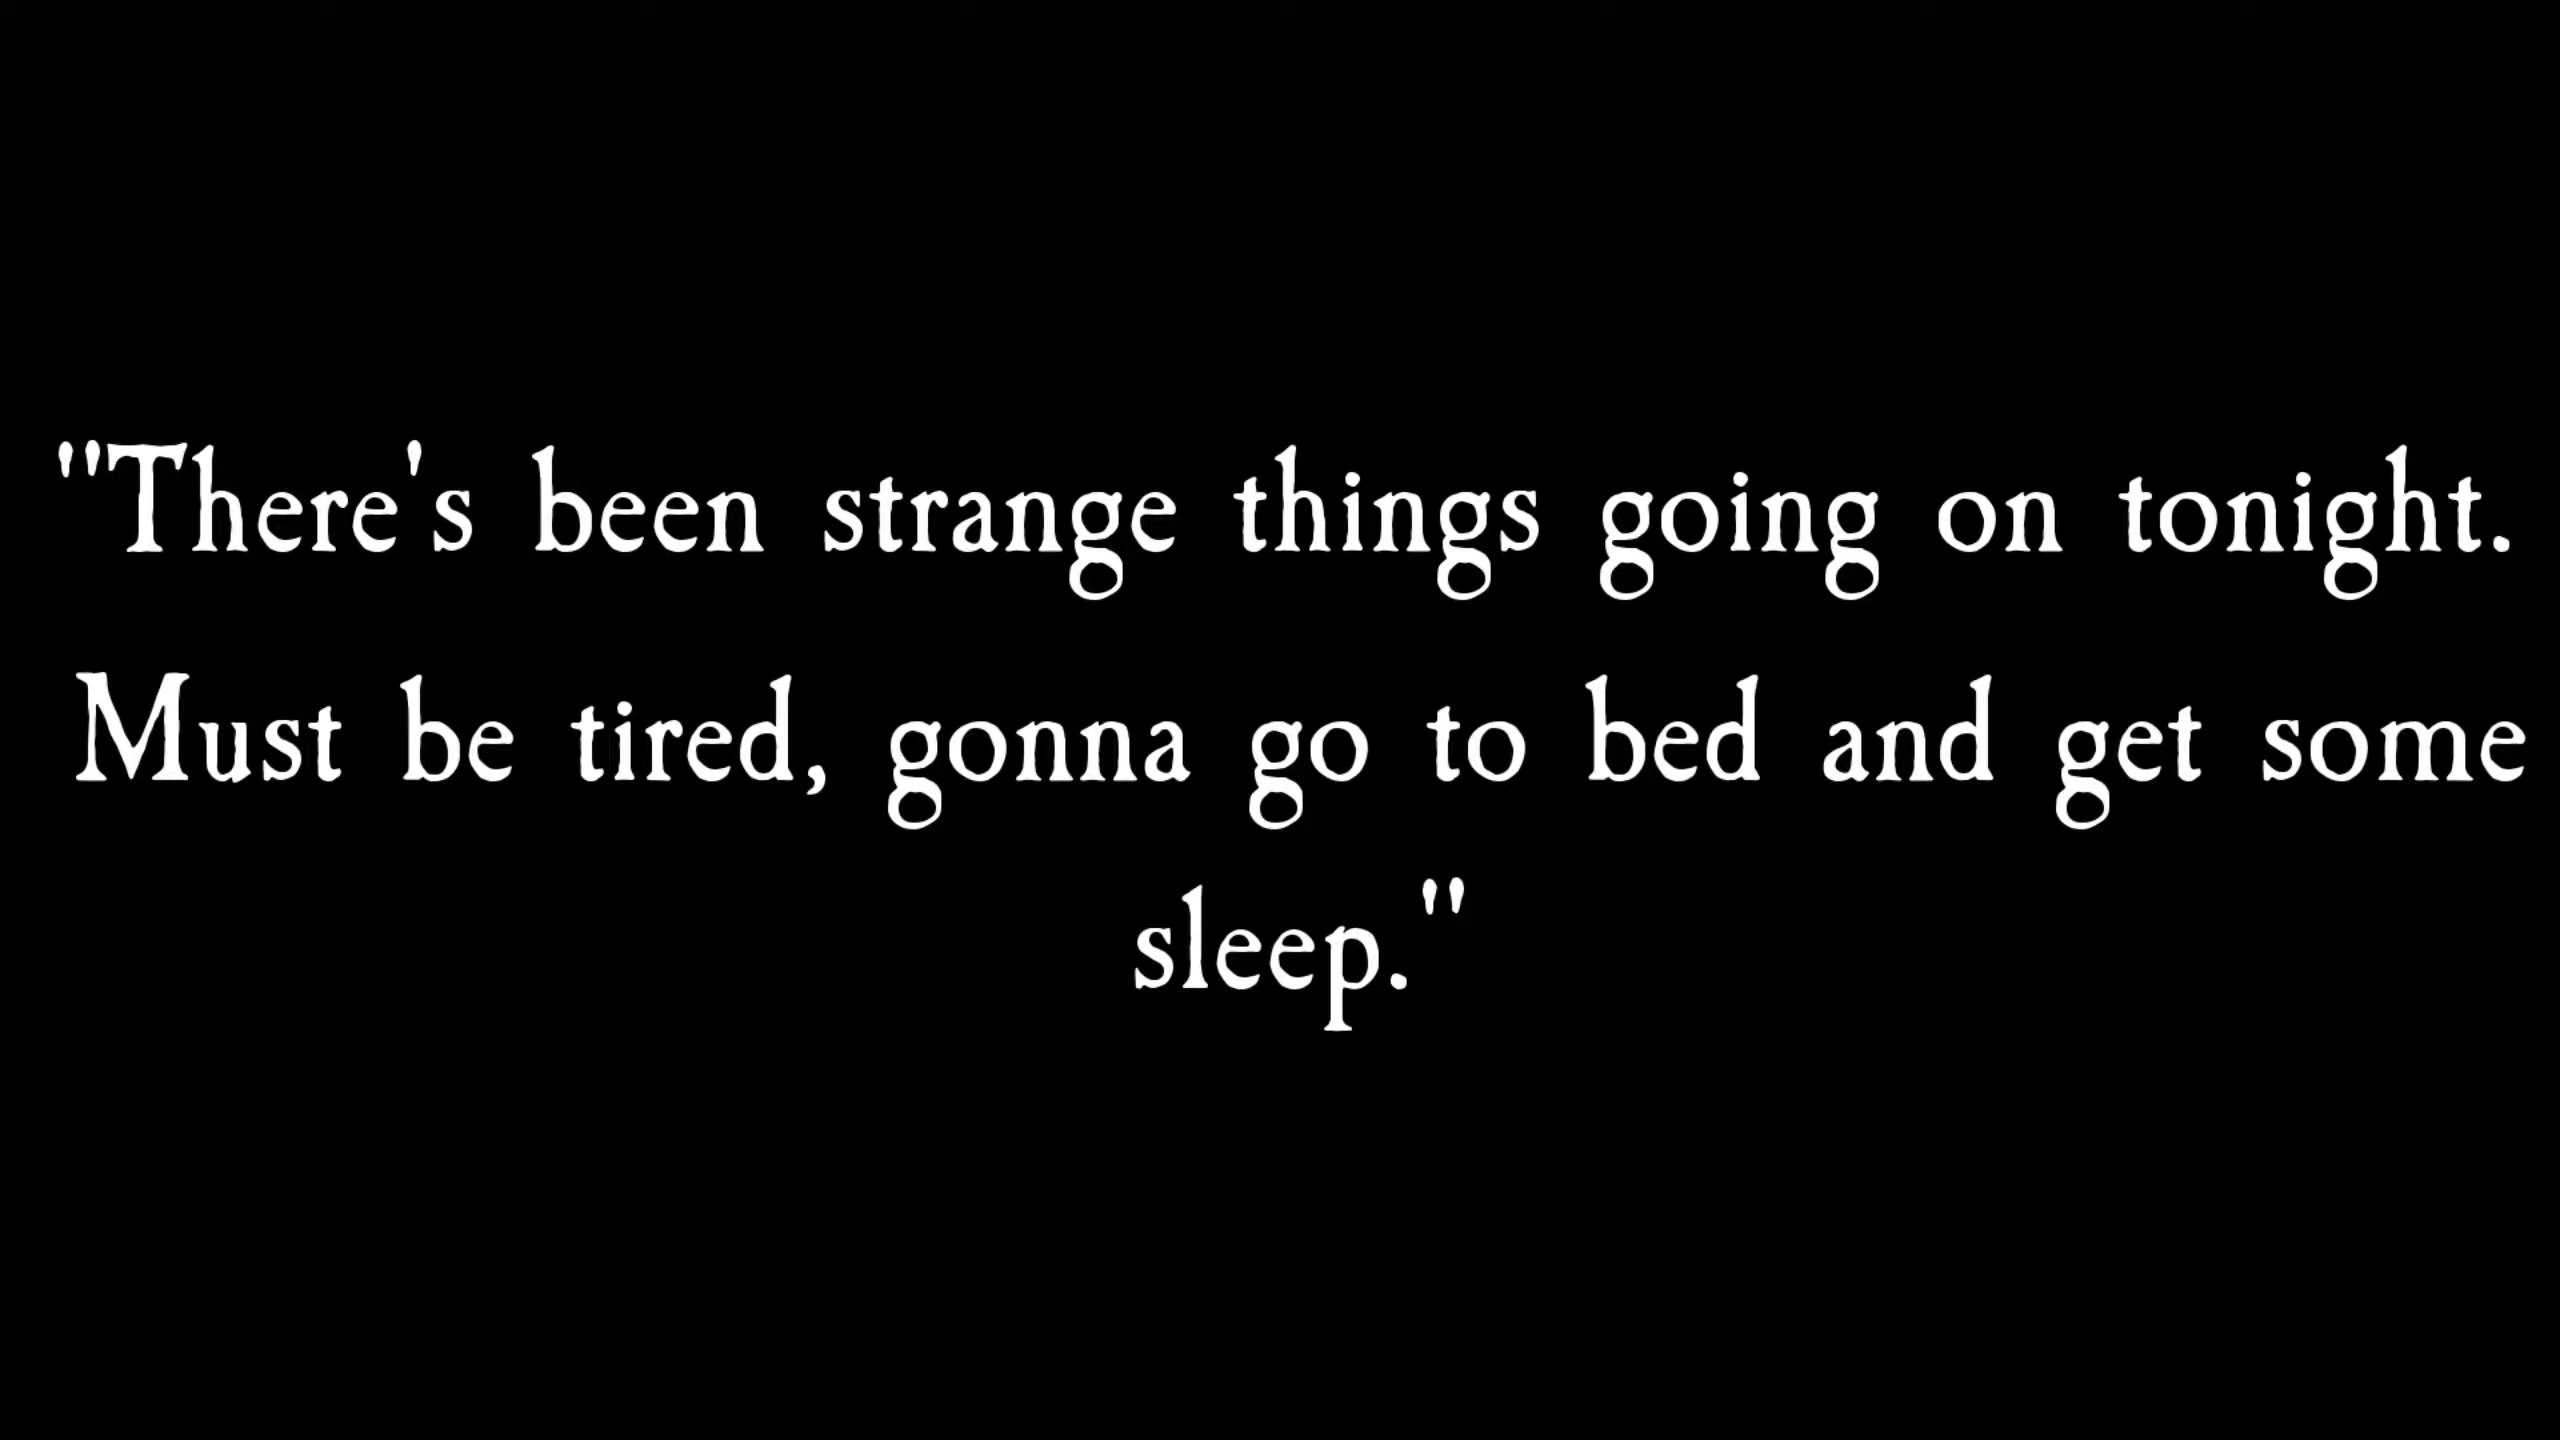 "There's been strange things going on tonight.
Must be tired, gonna go to bed and get some
sleep."